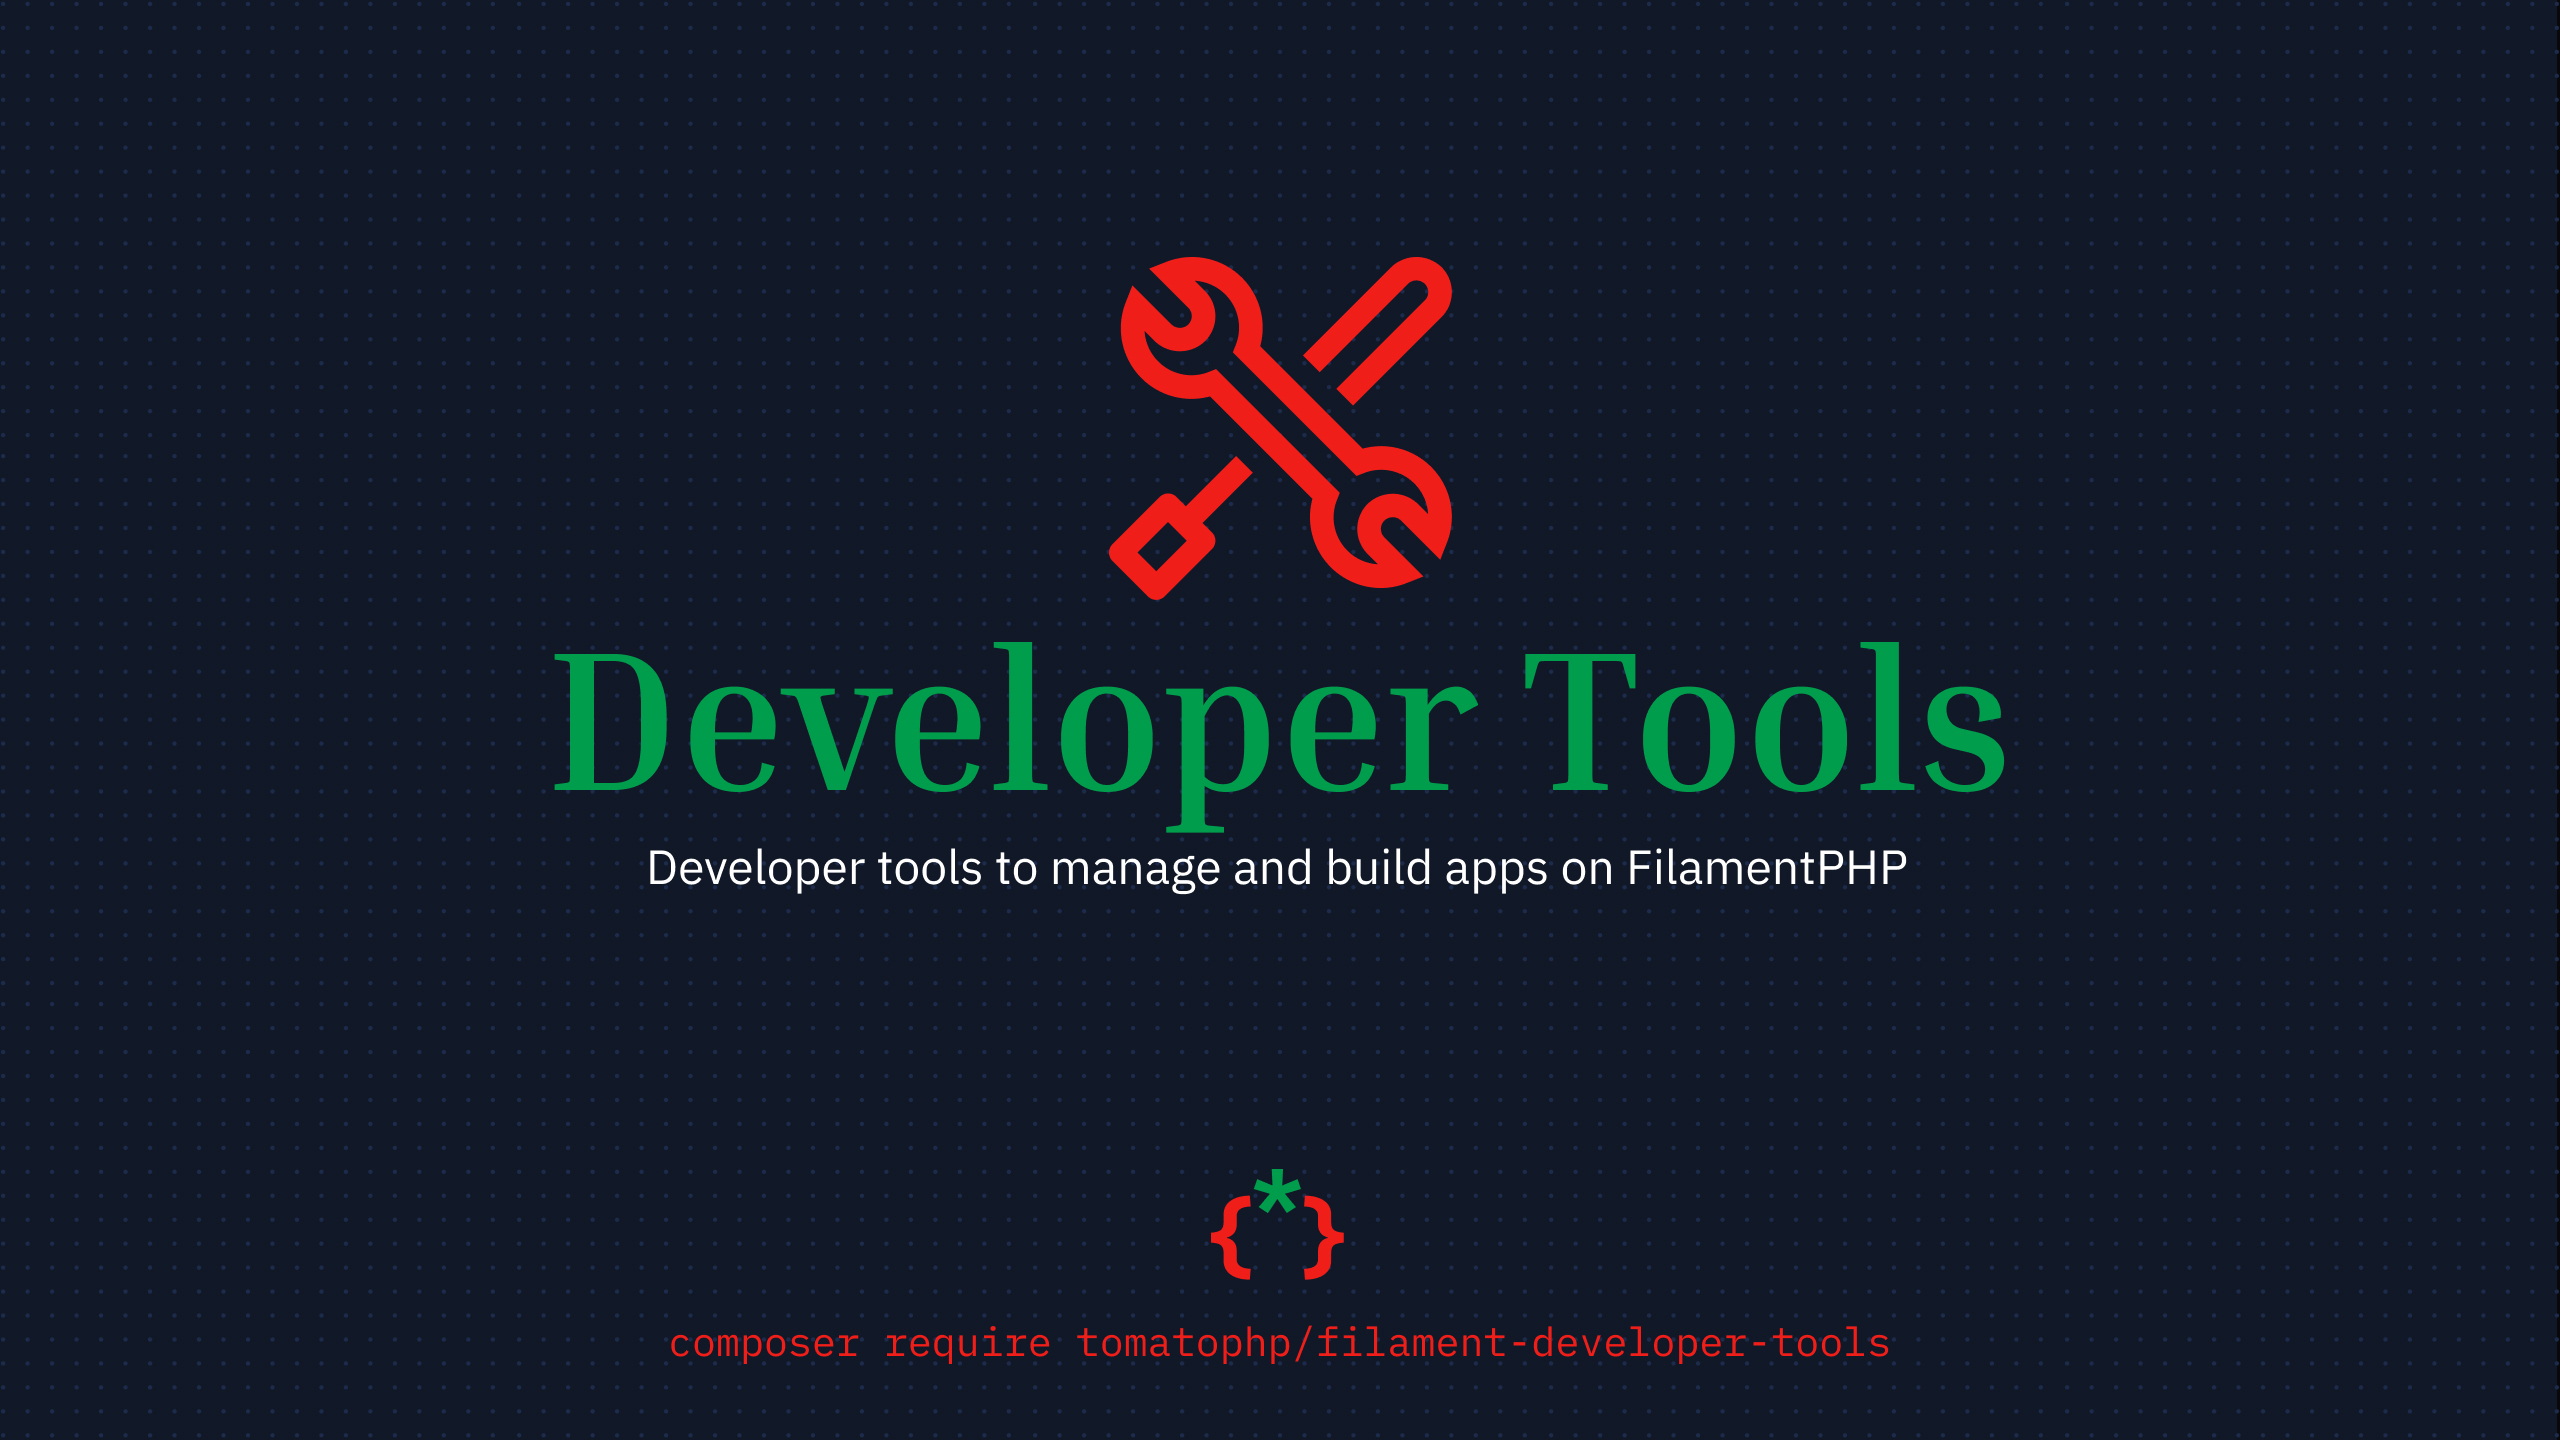 Developer Tools
Developer tools to manage and build apps on FilamentPHP
{*}
composer require tomatophp/filament-developer-tools